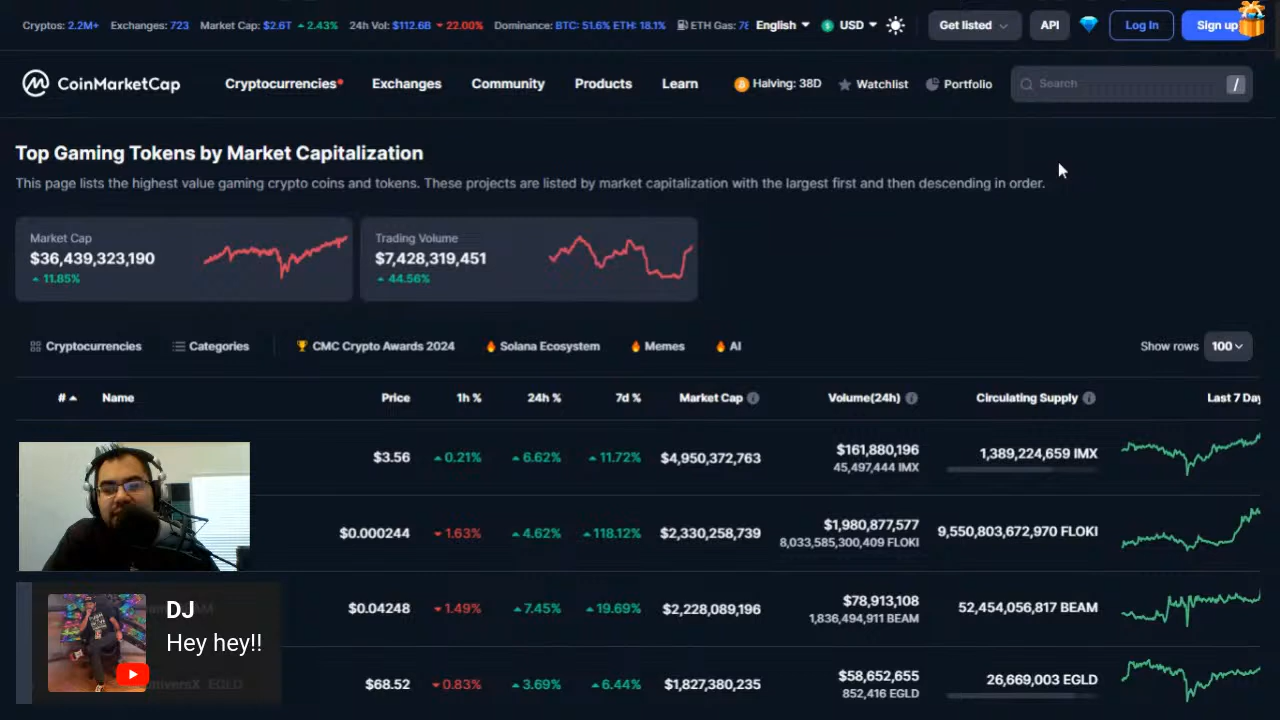 Cryptos: 2.2M+ Exchanges: 723 Market Cap: $2.6T 2.43% 24h Vol: $112.6B 22.00% Dominance: BTC: 51.6% ETH: 18.1% ETH Gas: English USD Get listed API Log In Sign up
CoinMarketCap Cryptocurrencies Exchanges Community Products Learn Halving: 38D Watchlist Portfolio Search /
Top Gaming Tokens by Market Capitalization
This page lists the highest value gaming crypto coins and tokens. These projects are listed by market capitalization with the largest first and then descending in order.
Market Cap Trading Volume
$36,439,323,190 $7,428,319,451
11.85% 44.56%
Cryptocurrencies Categories CMC Crypto Awards 2024 Solana Ecosystem Memes AI Show rows 100
# Name Price 1h % 24h % 7d % Market Cap Volume(24h) Circulating Supply Last 7 Day
$3.56 0.21% 6.62% 11.72% $4,950,372,763 $161,880,196 1,389,224,659 IMX
45,497,444 IMX
$0.000244 1.63% 4.62% 118.12% $2,330,258,739 $1,980,877,577 9,550,803,672,970 FLOKI
8,033,585,300,409 FLOKI
$0.04248 1.49% 7.45% 19.69% $2,228,089,196 $78,913,108 52,454,056,817 BEAM
1,836,494,911 BEAM
$68.52 0.83% 3.69% 6.44% $1,827,380,235 $58,652,655 26,669,003 EGLD
852,416 EGLD
DJ
Hey hey!!
EGLD